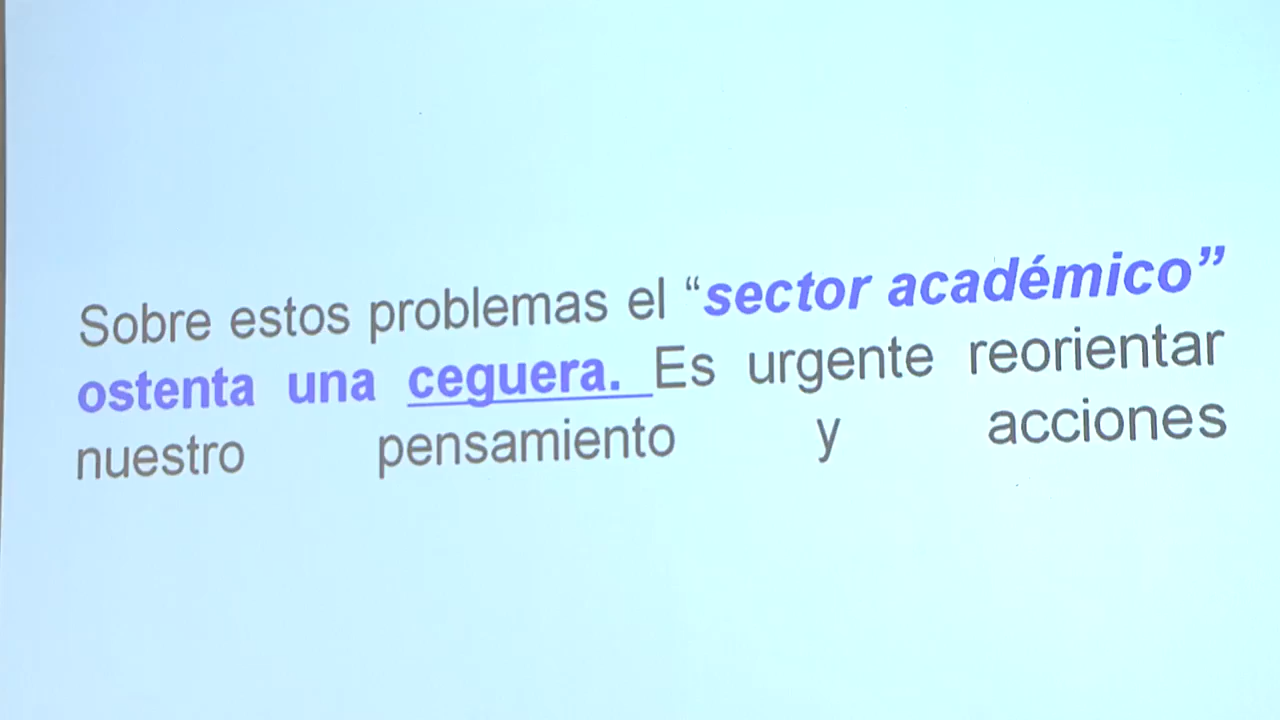 Sobre estos problemas el “sector académico”
ostenta una ceguera. Es urgente reorientar
nuestro pensamiento y acciones